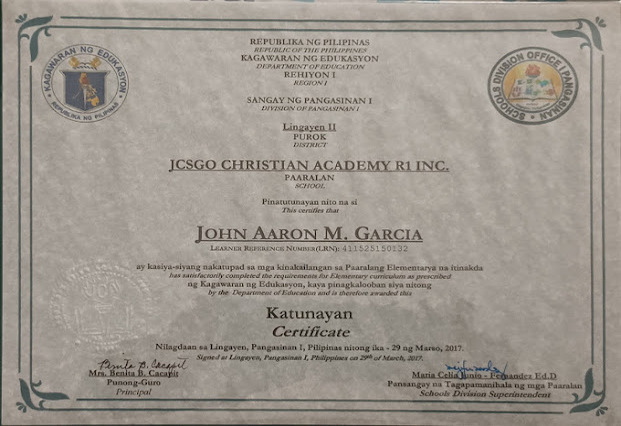 REPUBLIKA NG PILIPINAS
REPUBLIC OF THE PHILIPPINES
KAGAWARAN NG EDUKASYON
DEPARTMENT OF EDUCATION
REHIYON I
REGION I
SANGAY NG PANGASINAN I
DIVISION OF PANGASINAN I
Lingayen II
PUROK
DISTRICT
JCSGO CHRISTIAN ACADEMY R1 INC.
PAARALAN
SCHOOL
Pinatutunayan nito na si
This certifies that
JOHN AARON M. GARCIA
LEARNER REFERENCE NUMBER(LRN): 411525150132
ay kasiya-siyang nakatupad sa mga kinakailangan sa Paaralang Elementarya na itinakda
has satisfactorily completed the requirements for Elementary curriculum as prescribed
ng Kagawaran ng Edukasyon, kaya pinagkalooban siya nitong
by the Department of Education and is therefore awarded this
Katunayan
Certificate
Nilagdaan sa Lingayen, Pangasinan I, Pilipinas nitong ika - 29 ng Marso, 2017.
Signed at Lingayen, Pangasinan I, Philippines on 29th of March, 2017.
Benita B. Cacapit
Mrs. Benita B. Cacapit
Punong-Guro
Principal
Maria Celia Junio - Fernandez Ed.D
Pansangay na Tagapamanihala ng mga Paaralan
Schools Division Superintendent
KAGAWARAN NG EDUKASYON
REPUBLIKA NG PILIPINAS
SCHOOLS DIVISION OFFICE I PANGASINAN